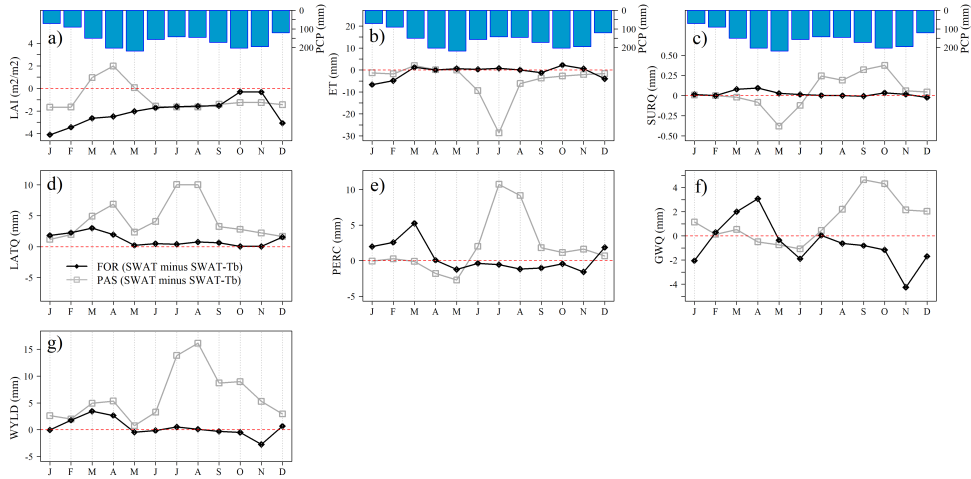 a)
4
2
0
-2
-4
LAI (m2/m2)
0
100
200
PCP (mm)
J F M A M J J A S O N D
b)
20
10
0
-10
-20
-30
ET (mm)
0
100
200
PCP (mm)
J F M A M J J A S O N D
c)
0.50
0.25
0
-0.25
-0.50
SURQ (mm)
0
100
200
PCP (mm)
J F M A M J J A S O N D
d)
10
5
0
-5
LATQ (mm)
FOR (SWAT minus SWAT-Tb)
PAS (SWAT minus SWAT-Tb)
J F M A M J J A S O N D
e)
10
5
0
-5
PERC (mm)
J F M A M J J A S O N D
f)
4
2
0
-2
-4
GWQ (mm)
J F M A M J J A S O N D
g)
15
10
5
0
-5
WYLD (mm)
J F M A M J J A S O N D